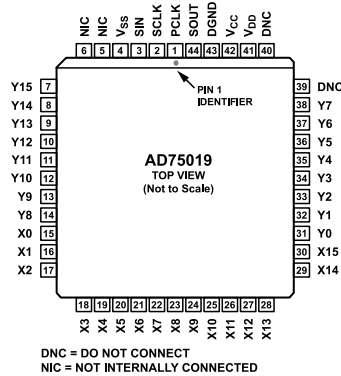 NIC NIC VSS SIN SCLK PCLK SOUT DGND VCC VDD DNC
6 5 4 3 2 1 44 43 42 41 40
PIN 1
IDENTIFIER
Y15 7
Y14 8
Y13 9
Y12 10
Y11 11
Y10 12
Y9 13
Y8 14
X0 15
X1 16
X2 17
AD75019
TOP VIEW
(Not to Scale)
39 DNC
38 Y7
37 Y6
36 Y5
35 Y4
34 Y3
33 Y2
32 Y1
31 Y0
30 X15
29 X14
18 19 20 21 22 23 24 25 26 27 28
X3 X4 X5 X6 X7 X8 X9 X10 X11 X12 X13
DNC = DO NOT CONNECT
NIC = NOT INTERNALLY CONNECTED